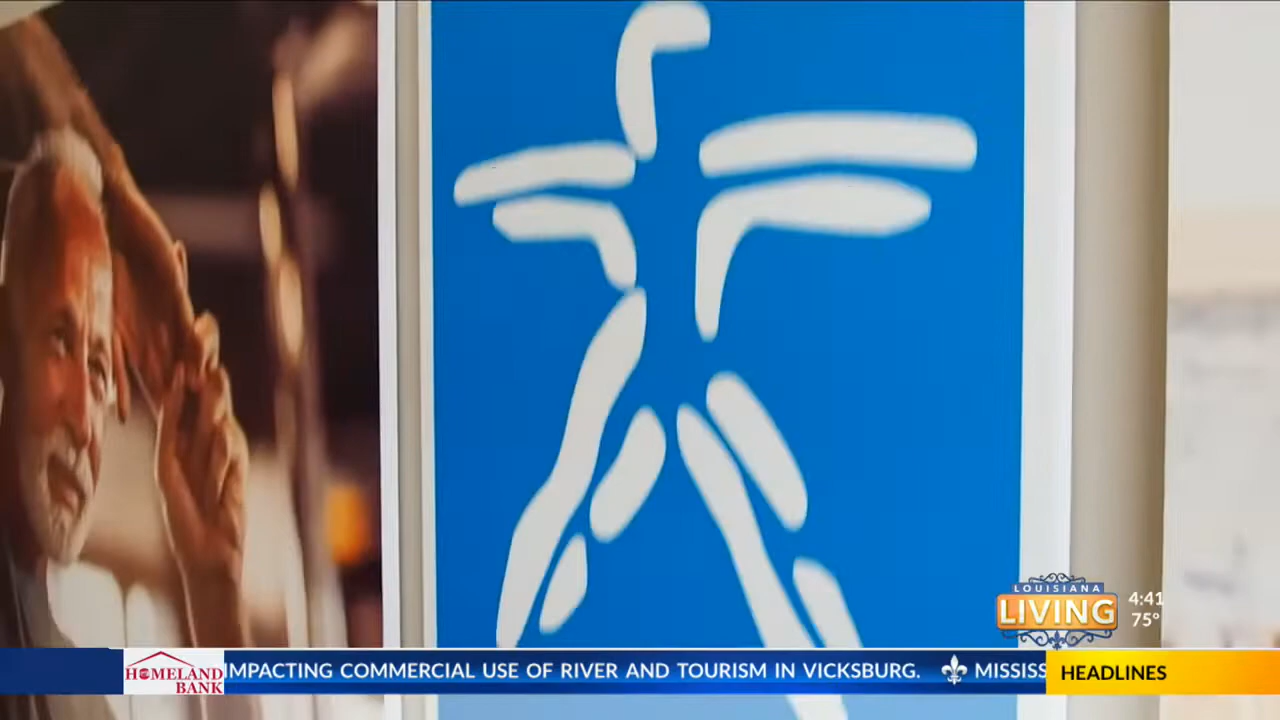 LOUISIANA
LIVING
4:41
75°
HOMELAND
BANK
IMPACTING COMMERCIAL USE OF RIVER AND TOURISM IN VICKSBURG.
MISSISS
HEADLINES